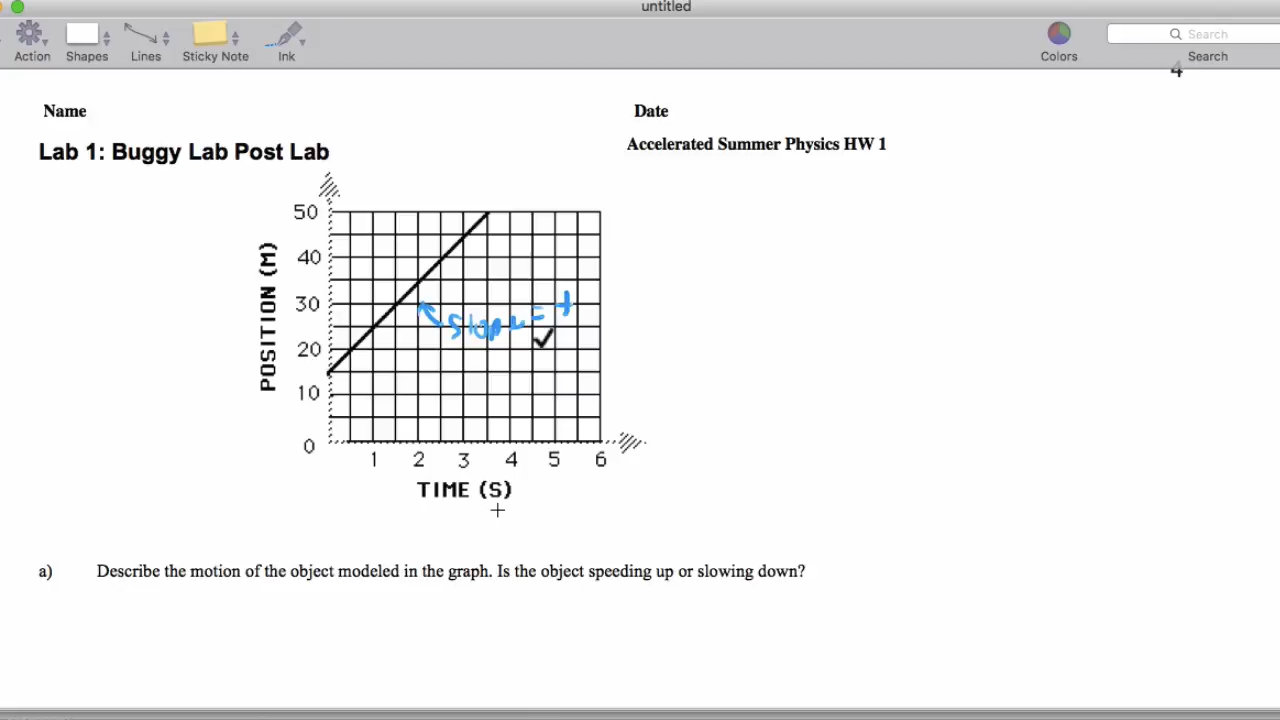 untitled
Action Shapes Lines Sticky Note Ink Colors Search
Search
4
Name Date
Lab 1: Buggy Lab Post Lab
Accelerated Summer Physics HW 1
POSITION (M)
50
40
30
20
10
0
slope = +
1 2 3 4 5 6
TIME (S)
a) Describe the motion of the object modeled in the graph. Is the object speeding up or slowing down?